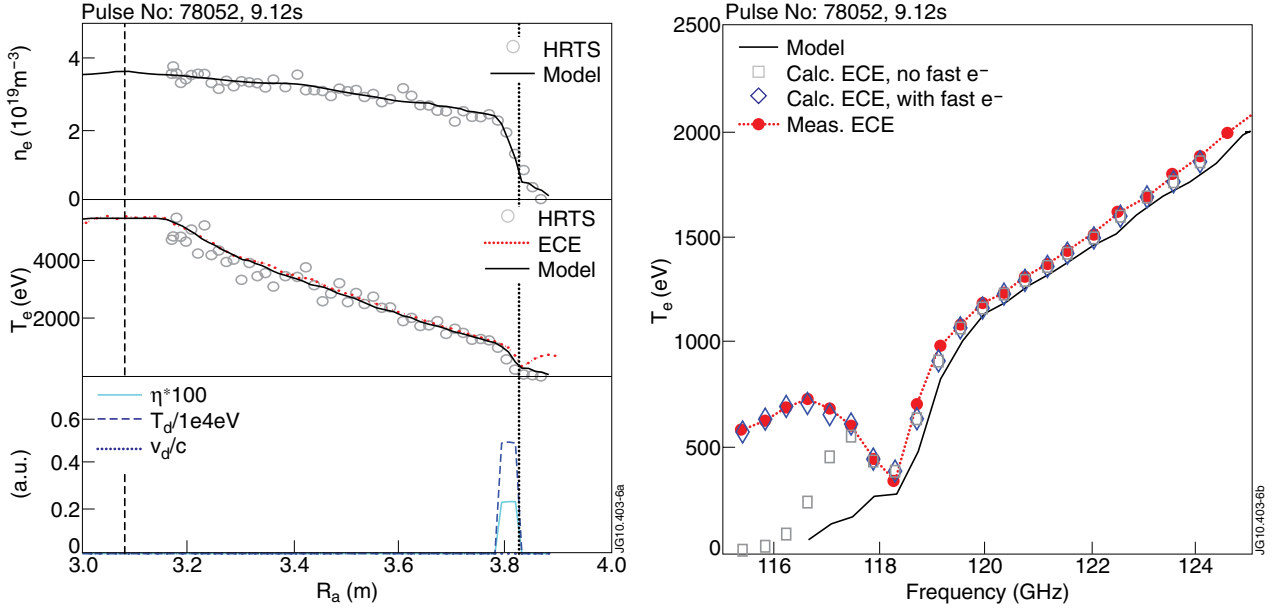 Pulse No: 78052, 9.12s
n_e (10^19 m^−3)
4
2
0
HRTS
Model
T_e (eV)
4000
2000
HRTS
ECE
Model
(a.u.)
0.6
0.4
0.2
0
η*100
T_d/1e4eV
v_d/c
3.0
3.2
3.4
3.6
3.8
4.0
R_a (m)
JG10.403-6a
Pulse No: 78052, 9.12s
2500
2000
1500
1000
500
0
T_e (eV)
Model
Calc. ECE, no fast e−
Calc. ECE, with fast e−
Meas. ECE
116
118
120
122
124
Frequency (GHz)
JG10.403-6b